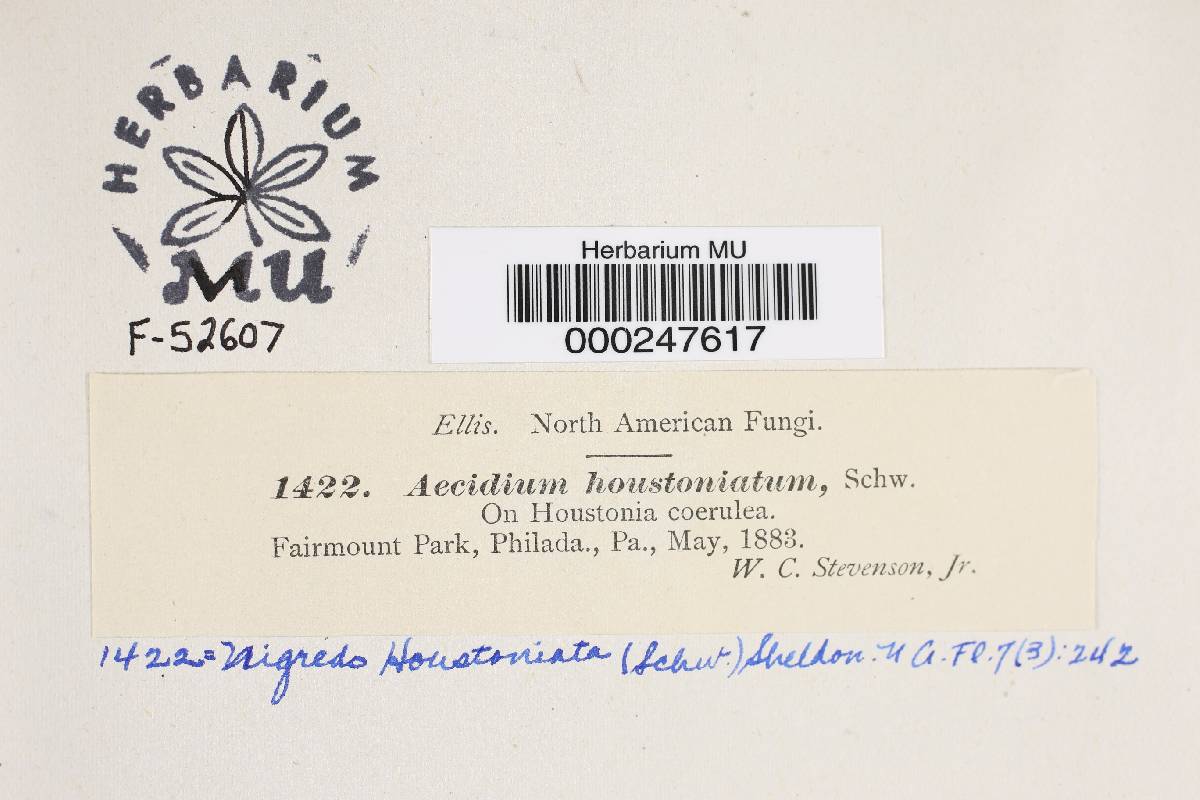 HERBARIUM
MU
F-52607
Herbarium MU
000247617
Ellis. North American Fungi.
1422. Aecidium houstoniatum, Schw.
On Houstonia coerulea.
Fairmount Park, Philada., Pa., May, 1883.
W. C. Stevenson, Jr.
1422 = Nigredo Houstoniata (Schw.) Sheldon. N A. Fl. 7(3):242